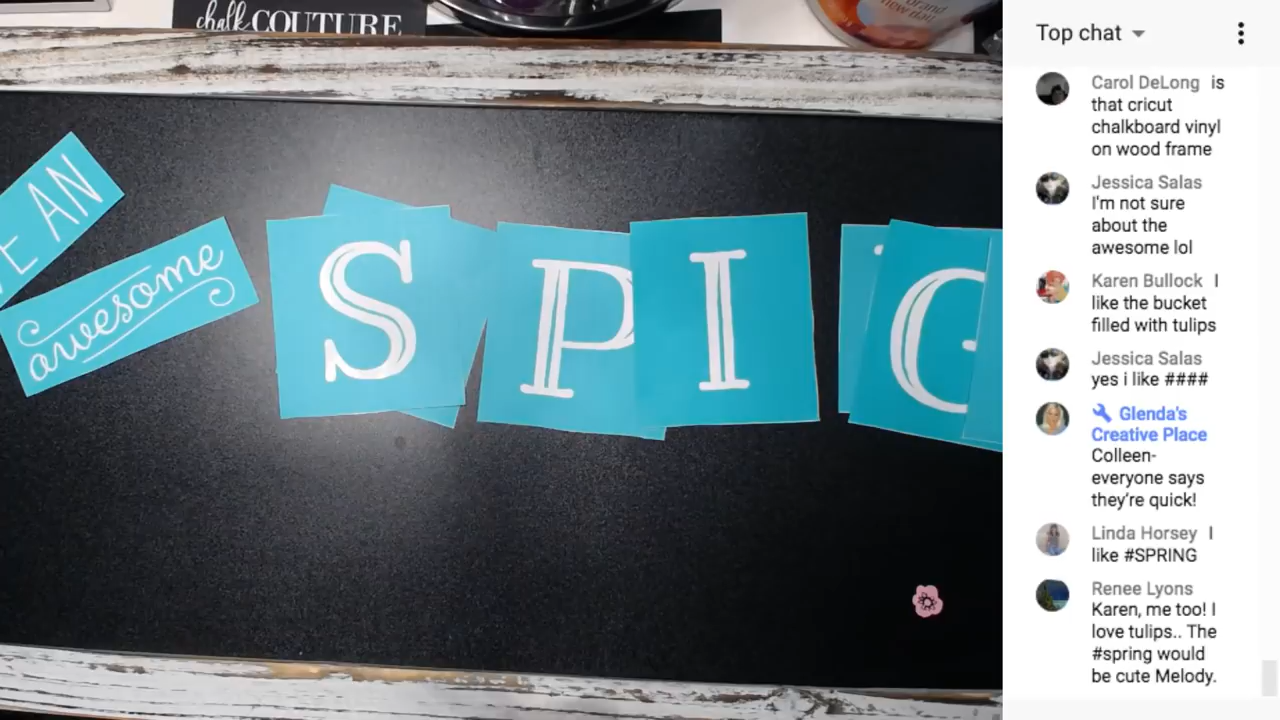 chalk COUTURE
brand
new day
E AN
awesome
S P I G
Top chat
Carol DeLong is
that cricut
chalkboard vinyl
on wood frame
Jessica Salas
I'm not sure
about the
awesome lol
Karen Bullock I
like the bucket
filled with tulips
Jessica Salas
yes i like ####
Glenda's
Creative Place
Colleen-
everyone says
they're quick!
Linda Horsey I
like #SPRING
Renee Lyons
Karen, me too! I
love tulips.. The
#spring would
be cute Melody.